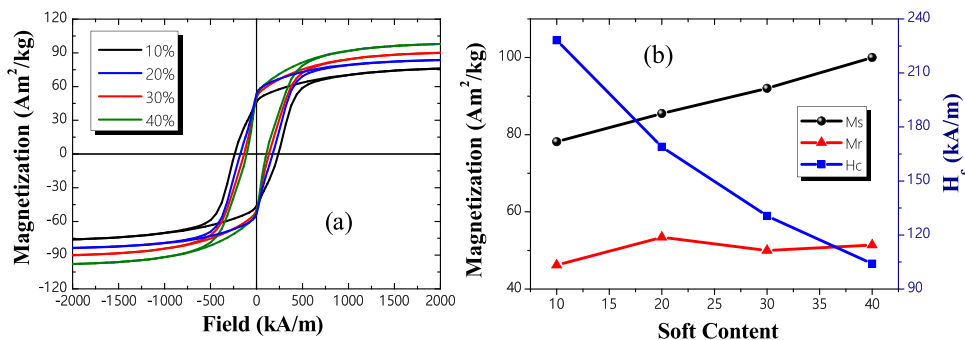 Magnetization (Am²/kg)
120
90
60
30
0
-30
-60
-90
-120
10%
20%
30%
40%
(a)
-2000 -1500 -1000 -500 0 500 1000 1500 2000
Field (kA/m)
Magnetization (Am²/kg)
100
80
60
40
(b)
Ms
Mr
Hc
240
210
180
150
120
90
Hc (kA/m)
10 15 20 25 30 35 40
Soft Content